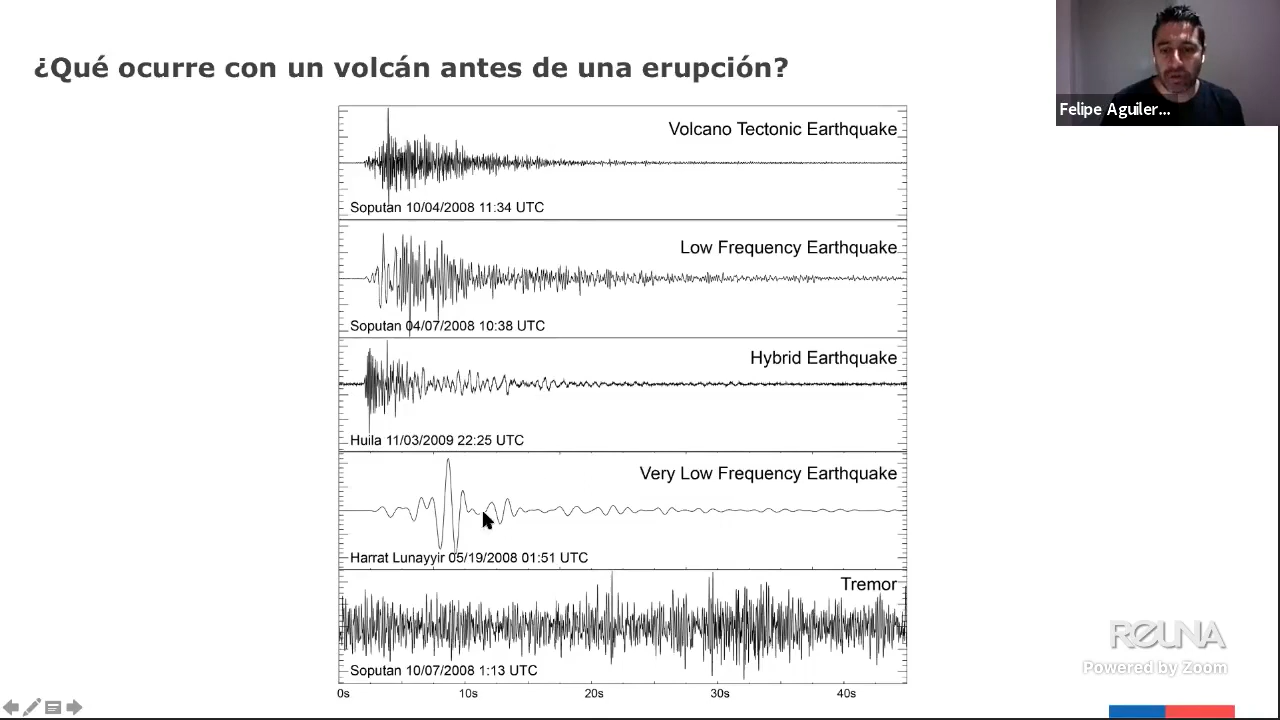 ¿Qué ocurre con un volcán antes de una erupción?
Felipe Aguiler...
Volcano Tectonic Earthquake
Soputan 10/04/2008 11:34 UTC
Low Frequency Earthquake
Soputan 04/07/2008 10:38 UTC
Hybrid Earthquake
Huila 11/03/2009 22:25 UTC
Very Low Frequency Earthquake
Harrat Lunayyir 05/19/2008 01:51 UTC
Tremor
Soputan 10/07/2008 1:13 UTC
0s 10s 20s 30s 40s
REUNA
Powered by Zoom